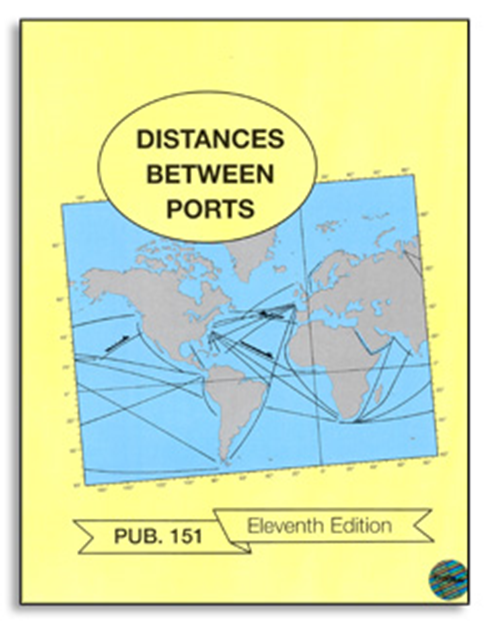 DISTANCES
BETWEEN
PORTS
PUB. 151
Eleventh Edition